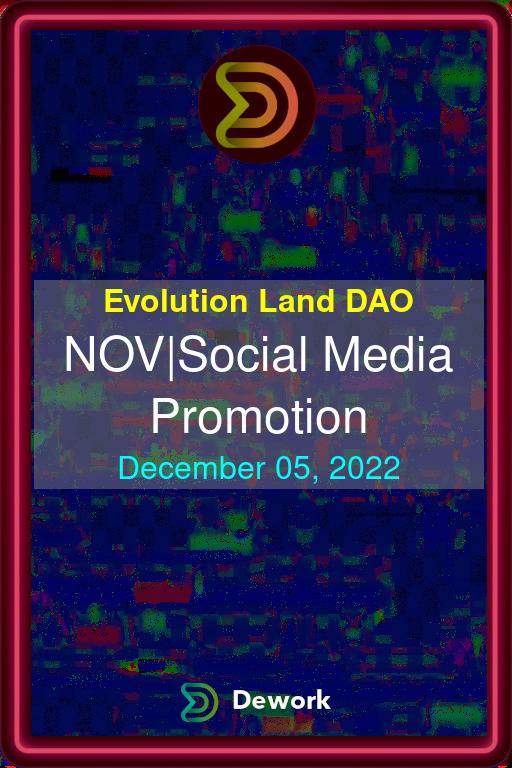 Evolution Land DAO
NOV|Social Media
Promotion
December 05, 2022
Dework